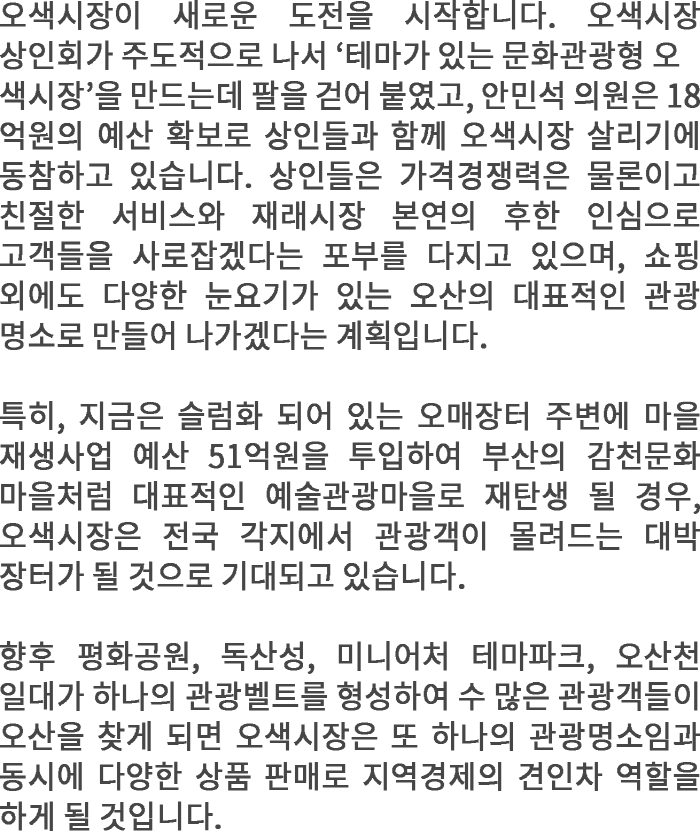 오색시장이 새로운 도전을 시작합니다. 오색시장
상인회가 주도적으로 나서 ‘테마가 있는 문화관광형 오
색시장’을 만드는데 팔을 걷어 붙였고, 안민석 의원은 18
억원의 예산 확보로 상인들과 함께 오색시장 살리기에
동참하고 있습니다. 상인들은 가격경쟁력은 물론이고
친절한 서비스와 재래시장 본연의 후한 인심으로
고객들을 사로잡겠다는 포부를 다지고 있으며, 쇼핑
외에도 다양한 눈요기가 있는 오산의 대표적인 관광
명소로 만들어 나가겠다는 계획입니다.

특히, 지금은 슬럼화 되어 있는 오매장터 주변에 마을
재생사업 예산 51억원을 투입하여 부산의 감천문화
마을처럼 대표적인 예술관광마을로 재탄생 될 경우,
오색시장은 전국 각지에서 관광객이 몰려드는 대박
장터가 될 것으로 기대되고 있습니다.

향후 평화공원, 독산성, 미니어처 테마파크, 오산천
일대가 하나의 관광벨트를 형성하여 수 많은 관광객들이
오산을 찾게 되면 오색시장은 또 하나의 관광명소임과
동시에 다양한 상품 판매로 지역경제의 견인차 역할을
하게 될 것입니다.